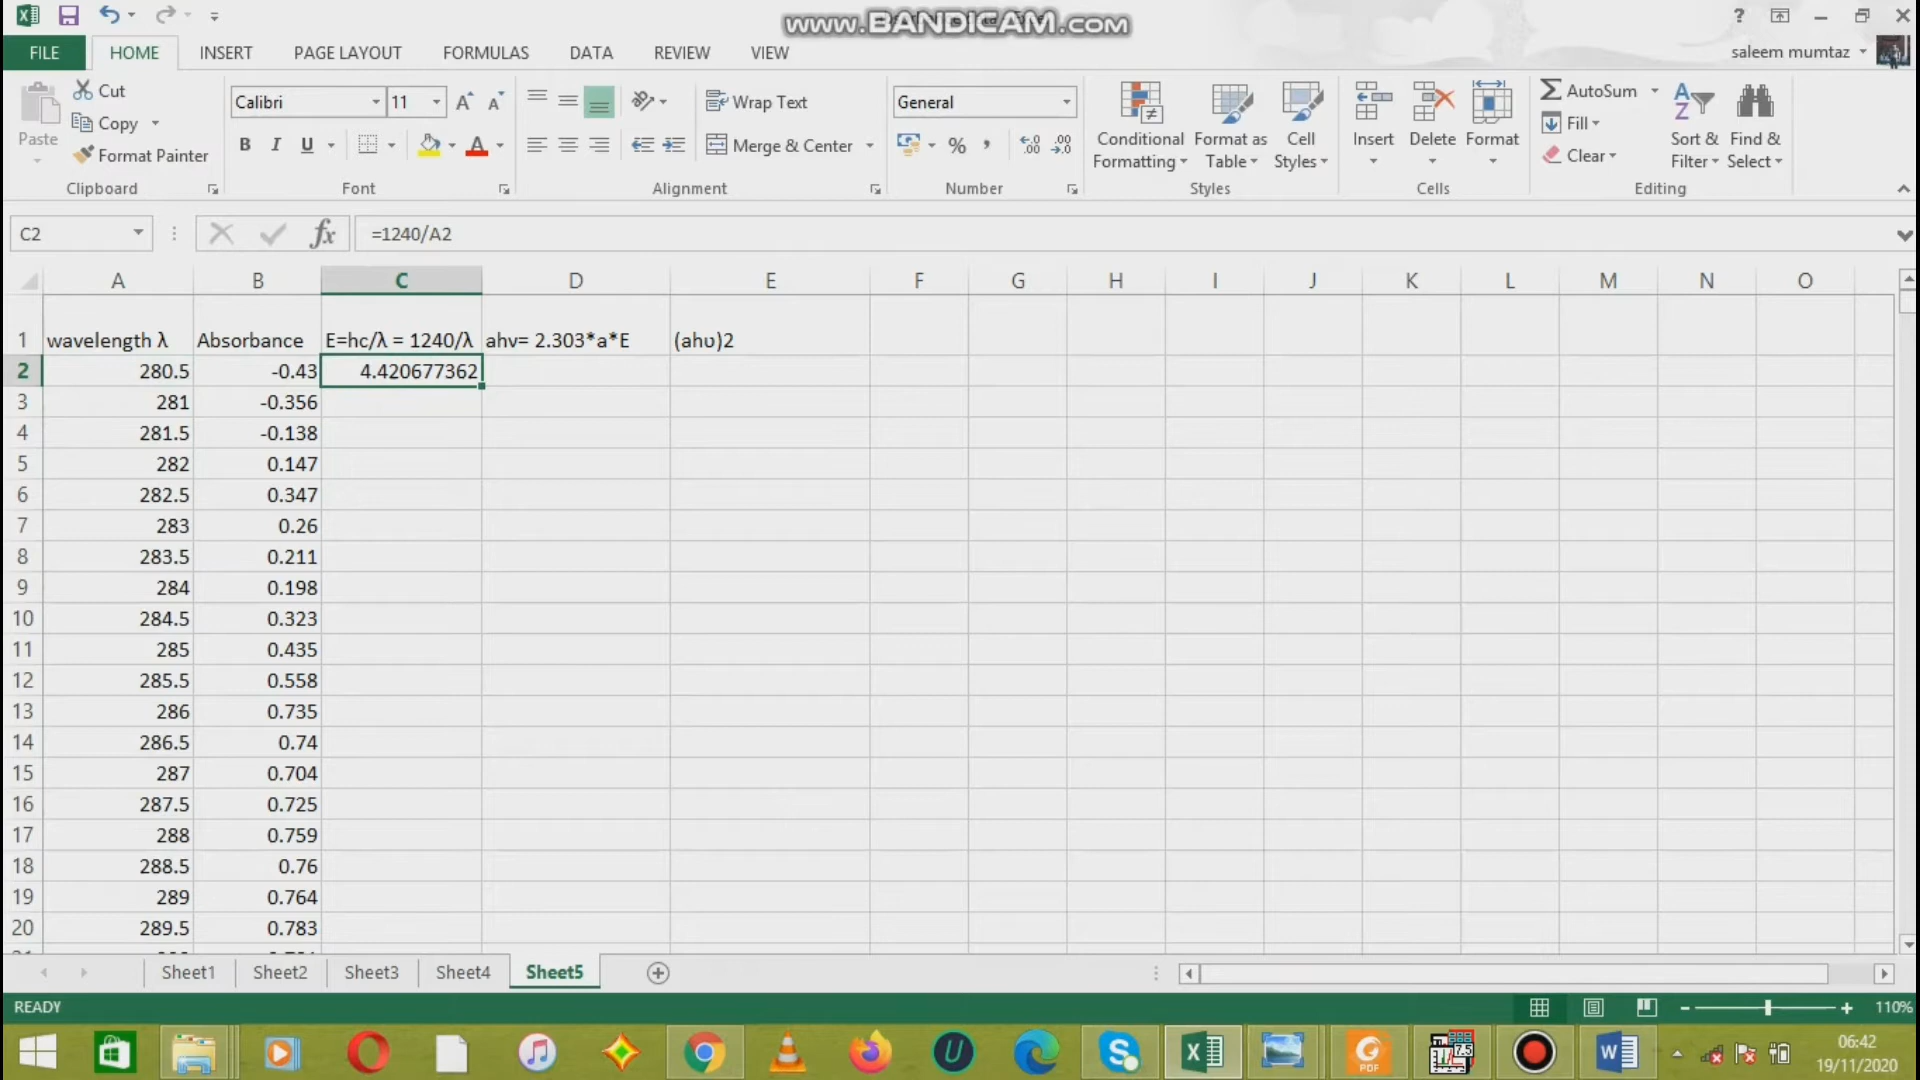 www.BANDICAM.com
FILE HOME INSERT PAGE LAYOUT FORMULAS DATA REVIEW VIEW saleem mumtaz
Cut
Copy
Format Painter
Paste
Clipboard
Calibri 11
B I U
Font
Wrap Text
Merge & Center
Alignment
General
%
Number
Conditional Formatting
Format as Table
Cell Styles
Styles
Insert Delete Format
Cells
AutoSum
Fill
Clear
Sort & Filter
Find & Select
Editing
C2 fx =1240/A2
A B C D E F G H I J K L M N O
1 wavelength λ Absorbance E=hc/λ = 1240/λ ahv= 2.303*a*E (ahυ)2
2 280.5 -0.43 4.420677362
3 281 -0.356
4 281.5 -0.138
5 282 0.147
6 282.5 0.347
7 283 0.26
8 283.5 0.211
9 284 0.198
10 284.5 0.323
11 285 0.435
12 285.5 0.558
13 286 0.735
14 286.5 0.74
15 287 0.704
16 287.5 0.725
17 288 0.759
18 288.5 0.76
19 289 0.764
20 289.5 0.783
Sheet1 Sheet2 Sheet3 Sheet4 Sheet5
READY 110%
06:42
19/11/2020